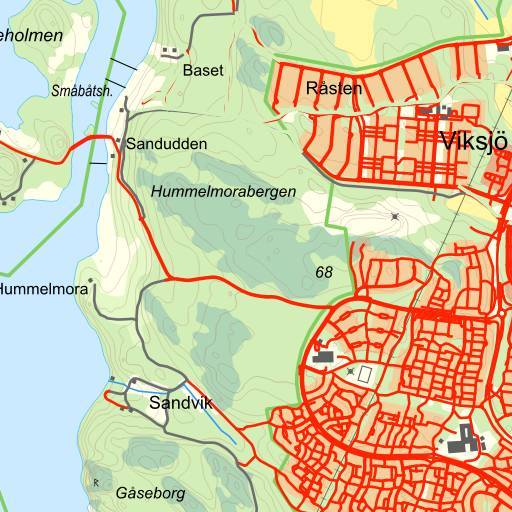 eholmen
Baset
Småbåtsh.
Råsten
Viksjö
Sandudden
Hummelmorabergen
68
Hummelmora
Sandvik
R
Gåseborg